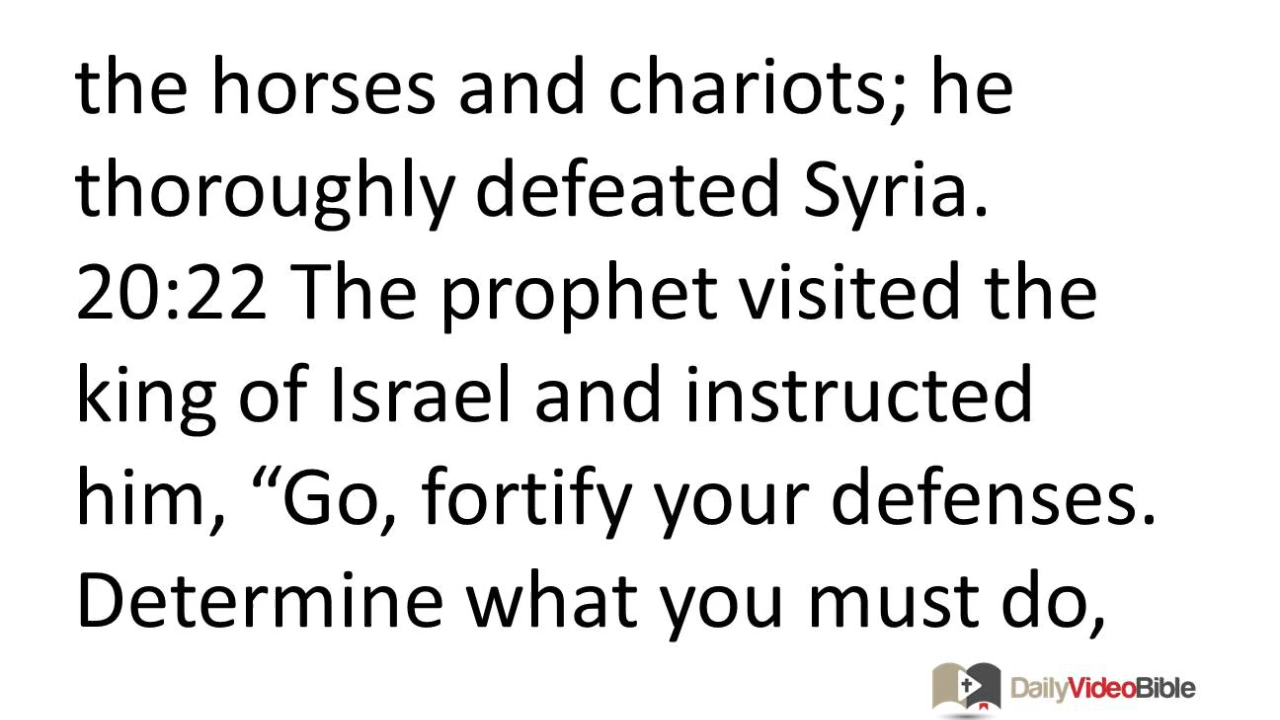 the horses and chariots; he
thoroughly defeated Syria.
20:22 The prophet visited the
king of Israel and instructed
him, “Go, fortify your defenses.
Determine what you must do,
DailyVideoBible